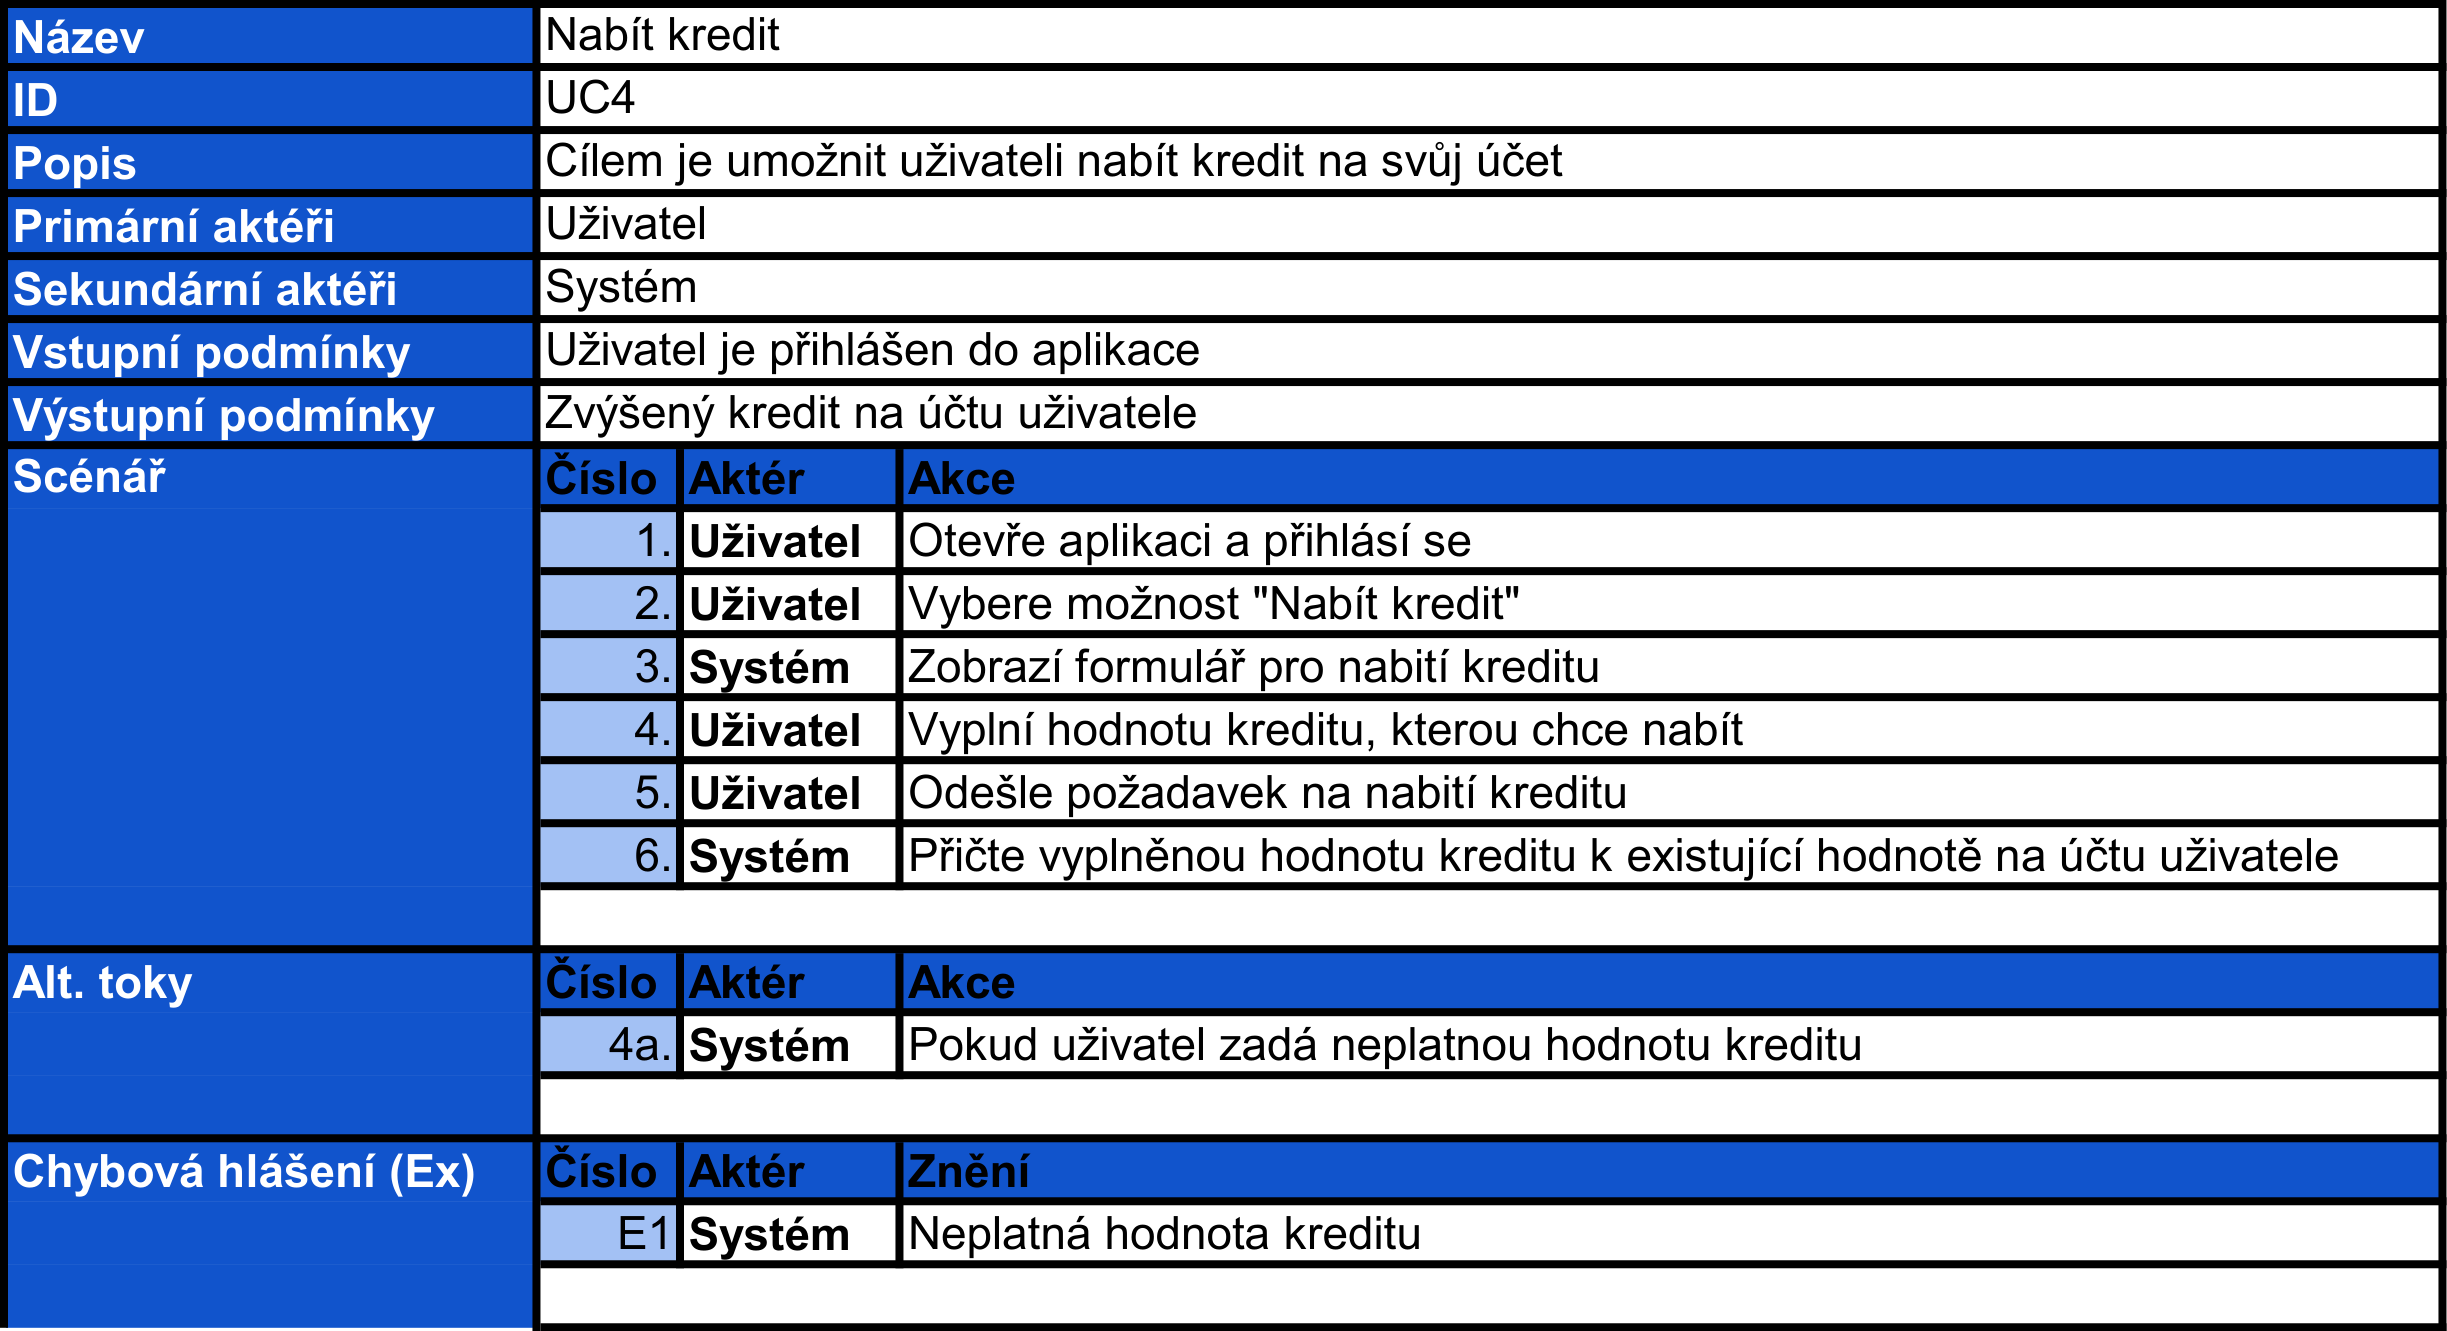 Název Nabít kredit
ID UC4
Popis Cílem je umožnit uživateli nabít kredit na svůj účet
Primární aktéři Uživatel
Sekundární aktéři Systém
Vstupní podmínky Uživatel je přihlášen do aplikace
Výstupní podmínky Zvýšený kredit na účtu uživatele
Scénář Číslo Aktér Akce
1. Uživatel Otevře aplikaci a přihlásí se
2. Uživatel Vybere možnost "Nabít kredit"
3. Systém Zobrazí formulář pro nabití kreditu
4. Uživatel Vyplní hodnotu kreditu, kterou chce nabít
5. Uživatel Odešle požadavek na nabití kreditu
6. Systém Přičte vyplněnou hodnotu kreditu k existující hodnotě na účtu uživatele
Alt. toky Číslo Aktér Akce
4a. Systém Pokud uživatel zadá neplatnou hodnotu kreditu
Chybová hlášení (Ex) Číslo Aktér Znění
E1 Systém Neplatná hodnota kreditu